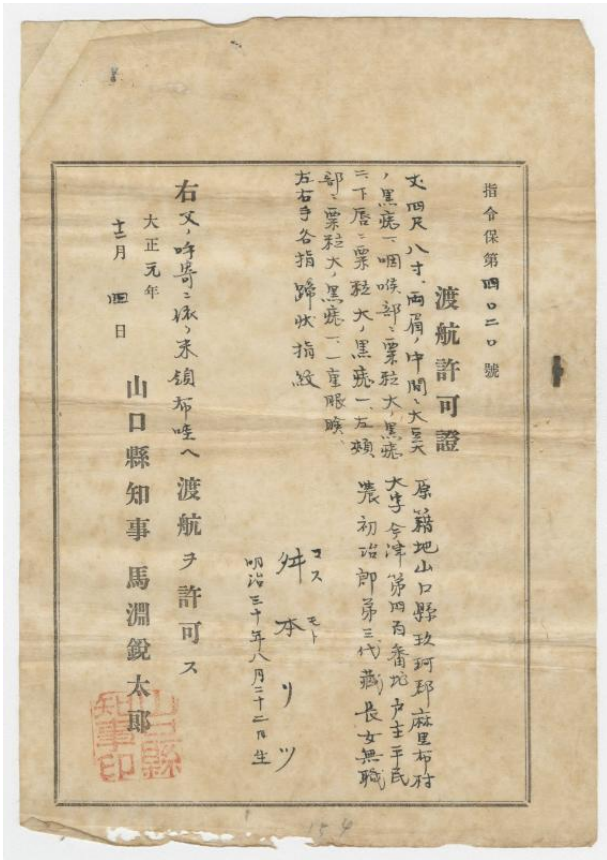 指令保第四〇二〇號
渡航許可證
原籍地山口縣玖珂郡麻里布村
大字今津第四百番地戸主平民
農初治郎弟三代藏長女無職
舛本リツ
明治三十年八月二十二日生
丈四尺八寸、両眉ノ中間ニ大豆大
ノ黒痣一、咽喉部ニ粟粒大ノ黒痣
二、下唇ニ粟粒大ノ黒痣一、左頬
部ニ粟粒大ノ黒痣一、一重眼瞼、
左右手各指蹄状指紋
右父ノ呼寄ニ依リ米領布哇ヘ渡航ヲ許可ス
大正元年
十二月四日
山口縣知事馬淵鋭太郎
山口縣
知事印
154